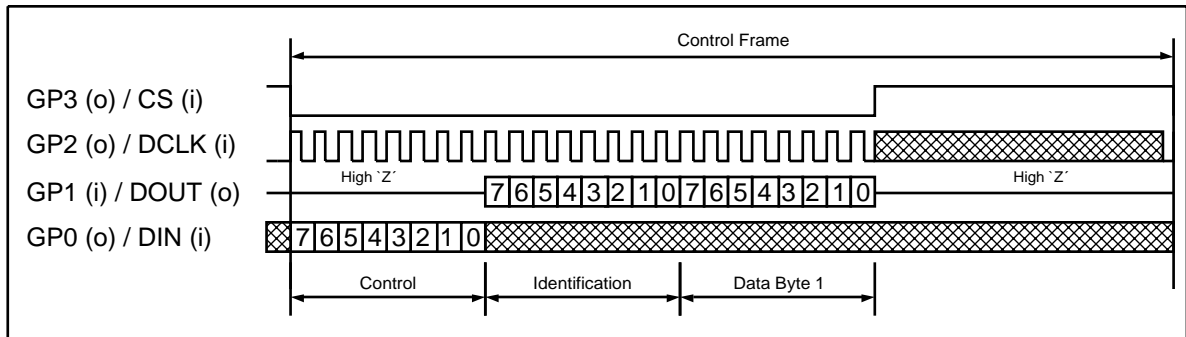 Control Frame
GP3 (o) / CS (i)
GP2 (o) / DCLK (i)
High `Z´ High `Z´
GP1 (i) / DOUT (o) 7 6 5 4 3 2 1 0 7 6 5 4 3 2 1 0
GP0 (o) / DIN (i) 7 6 5 4 3 2 1 0
Control Identification Data Byte 1